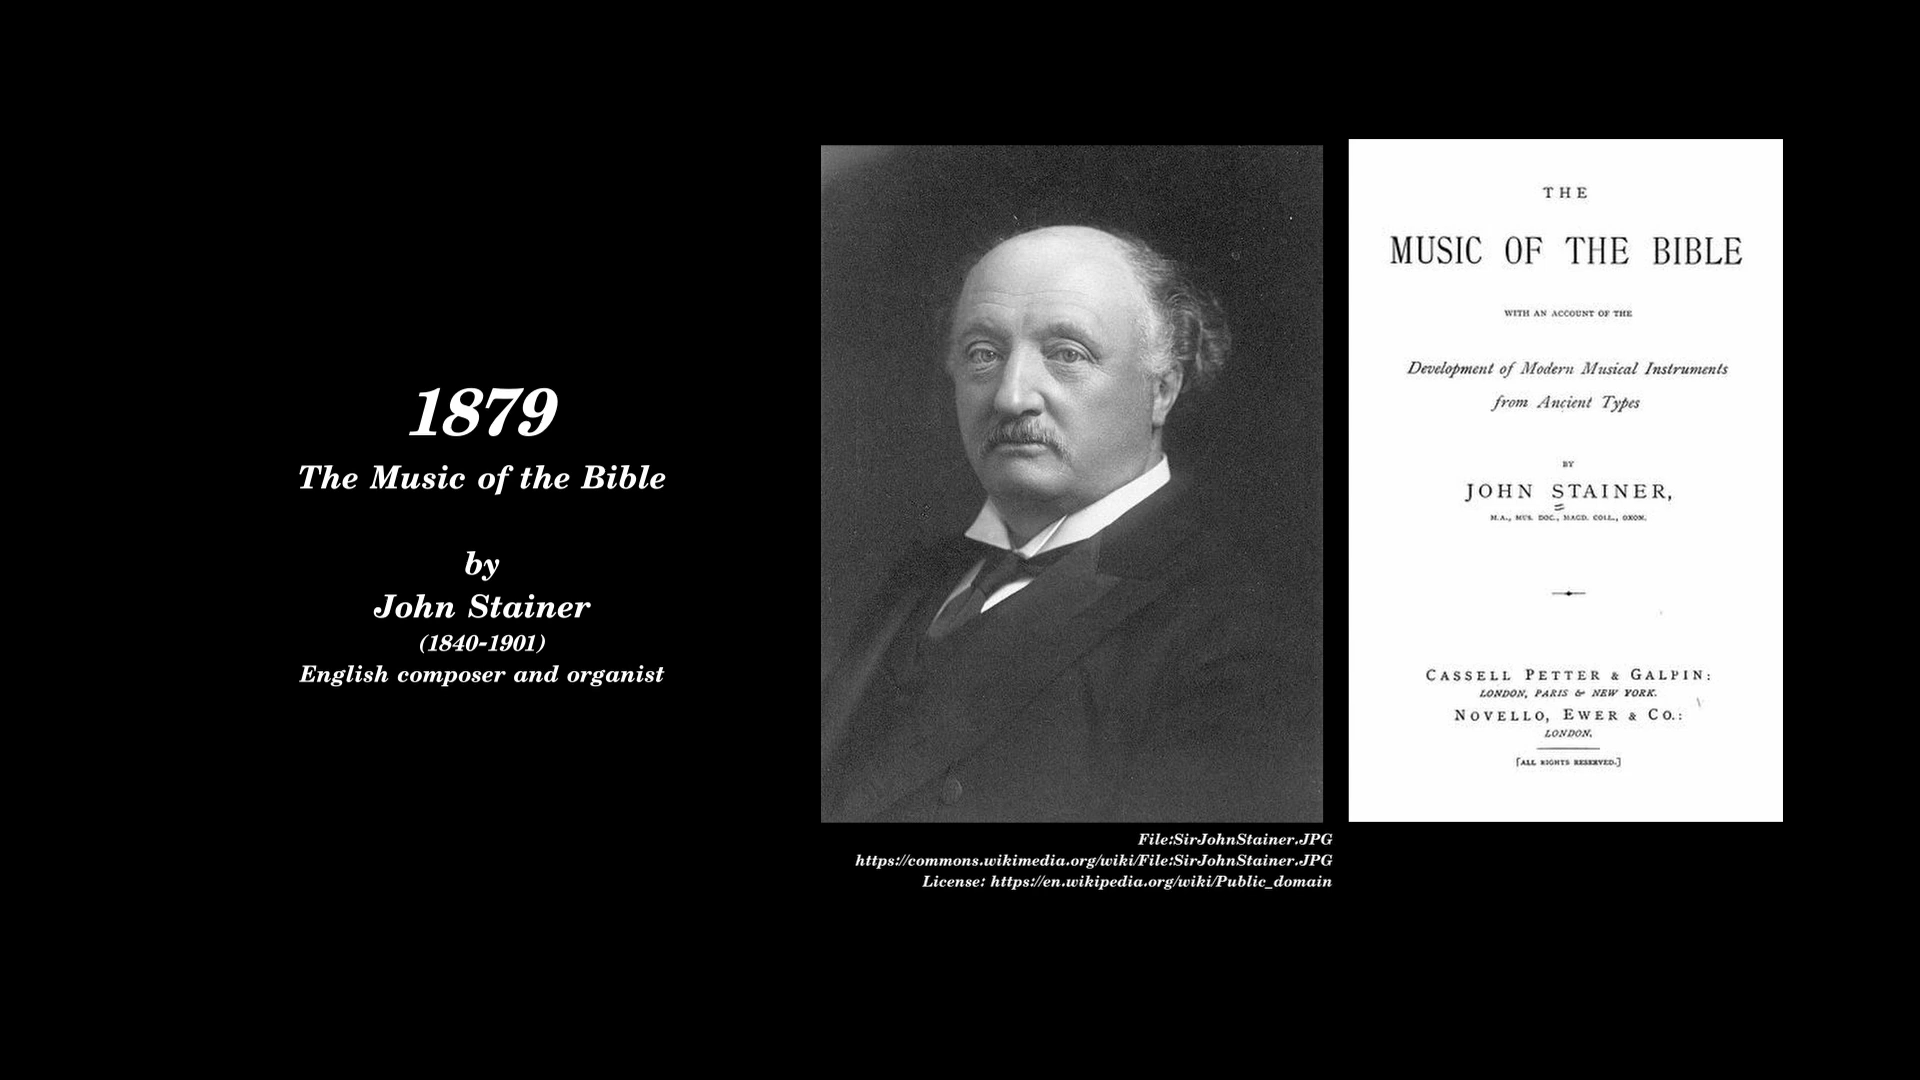 1879
The Music of the Bible
by
John Stainer
(1840-1901)
English composer and organist
File:SirJohnStainer.JPG
https://commons.wikimedia.org/wiki/File:SirJohnStainer.JPG
License: https://en.wikipedia.org/wiki/Public_domain
THE
MUSIC OF THE BIBLE
WITH AN ACCOUNT OF THE
Development of Modern Musical Instruments
from Ancient Types
BY
JOHN STAINER,
M.A., MUS. DOC., MAGD. COLL., OXON.
CASSELL PETTER & GALPIN:
LONDON, PARIS & NEW YORK.
NOVELLO, EWER & CO.:
LONDON.
[ALL RIGHTS RESERVED.]